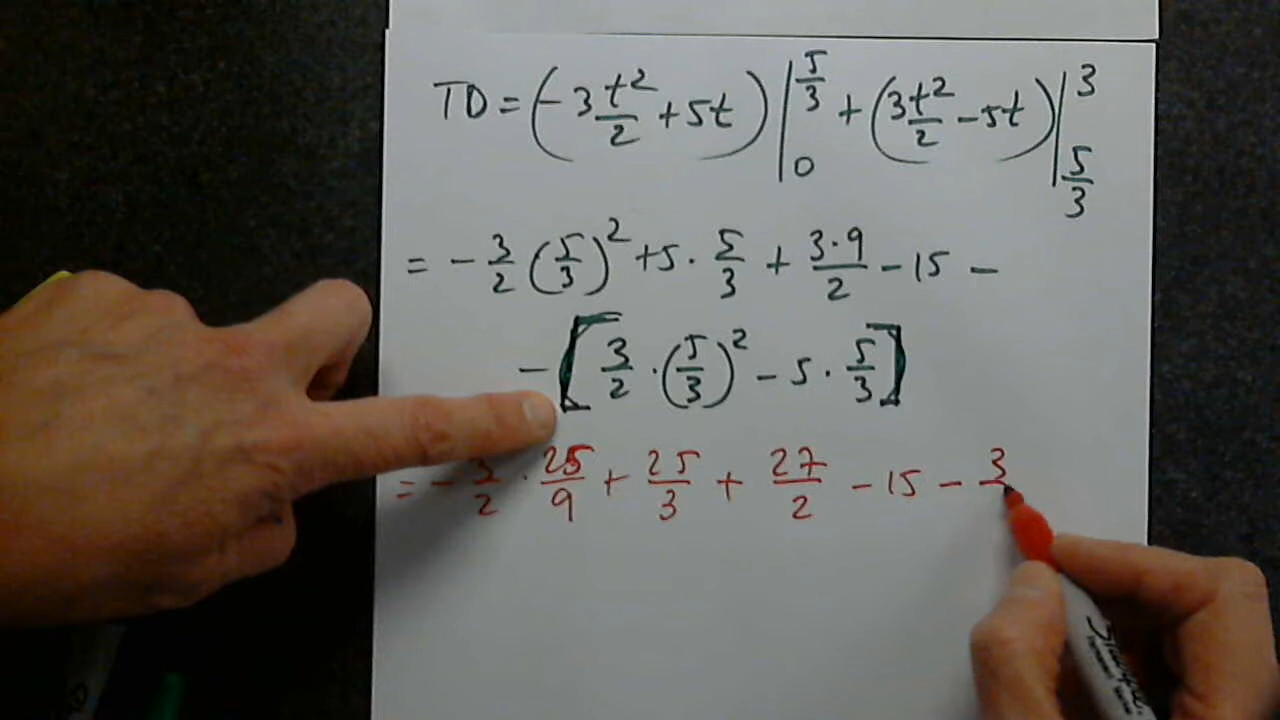 TD = (-3 t²/2 + 5t) |₀^(5/3) + (3 t²/2 - 5t) |_(5/3)^3
= - 3/2 (5/3)² + 5 · 5/3 + 3·9/2 - 15 -
- [3/2 · (5/3)² - 5 · 5/3]
= - 3/2 · 25/9 + 25/3 + 27/2 - 15 - 3